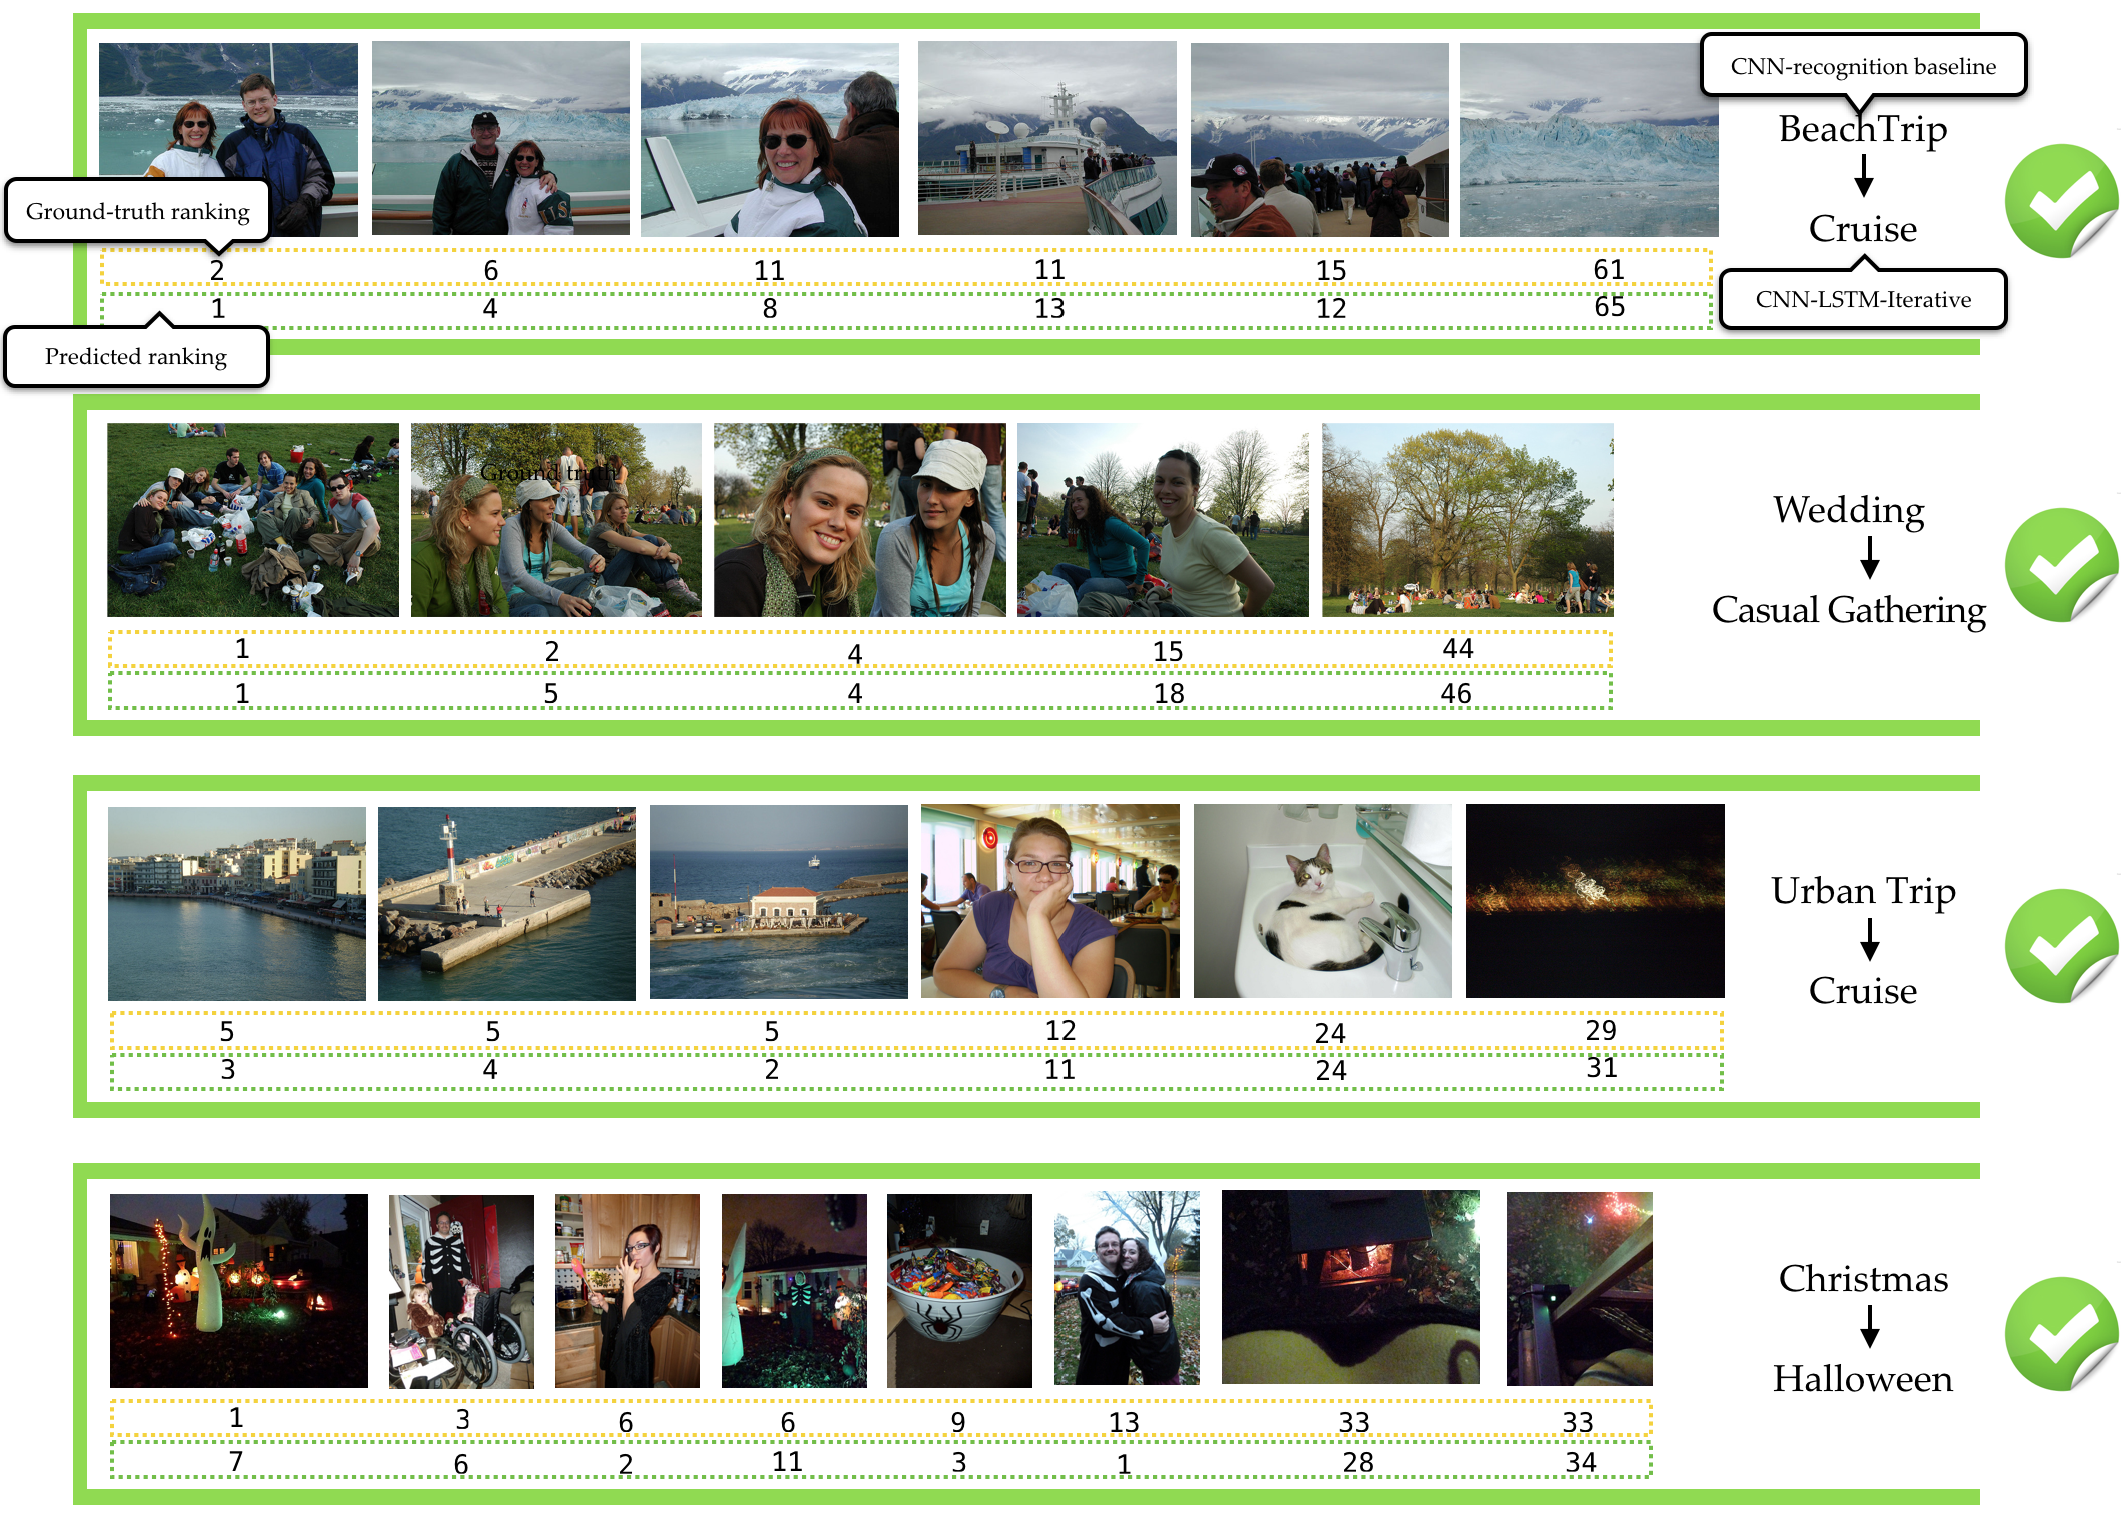 CNN-recognition baseline
BeachTrip
Cruise
CNN-LSTM-Iterative
Ground-truth ranking
2 6 11 11 15 61
1 4 8 13 12 65
Predicted ranking
Ground truth
1 2 4 15 44
1 5 4 18 46
Wedding
Casual Gathering
5 5 5 12 24 29
3 4 2 11 24 31
Urban Trip
Cruise
1 3 6 6 9 13 33 33
7 6 2 11 3 1 28 34
Christmas
Halloween